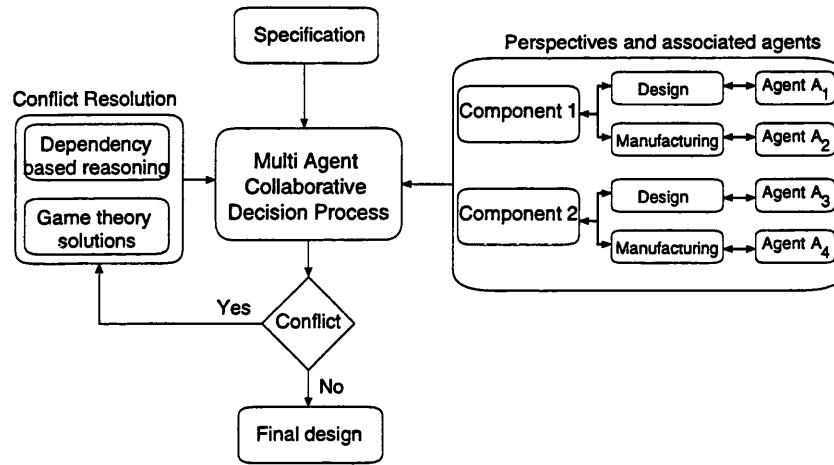 Specification
Perspectives and associated agents
Conflict Resolution
Dependency
based reasoning
Game theory
solutions
Multi Agent
Collaborative
Decision Process
Component 1
Design
Agent A1
Manufacturing
Agent A2
Component 2
Design
Agent A3
Manufacturing
Agent A4
Yes
Conflict
No
Final design